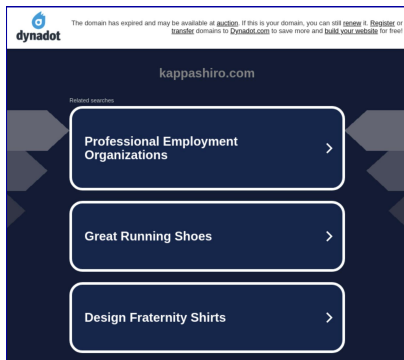 dynadot
The domain has expired and may be available at auction. If this is your domain, you can still renew it. Register or
transfer domains to Dynadot.com to save more and build your website for free!
kappashiro.com
Related searches
Professional Employment
Organizations
Great Running Shoes
Design Fraternity Shirts